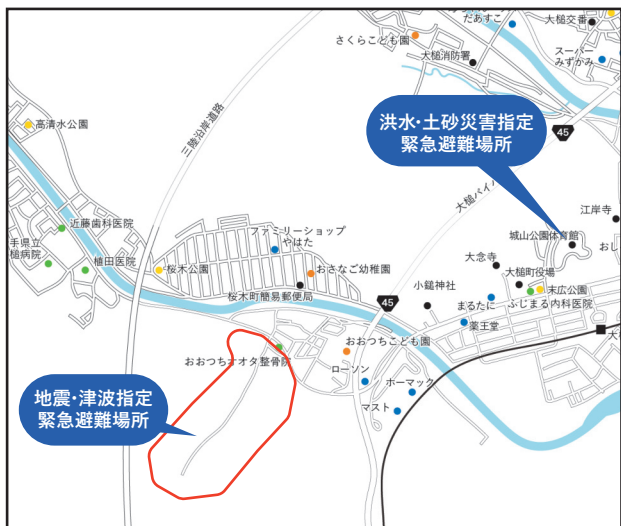 だあすこ
大槌交番
さくらこども園
大槌消防署
スーパー
みずかみ
三陸沿岸道路
高清水公園
洪水・土砂災害指定
緊急避難場所
45
大槌バイパ
近藤歯科医院
ファミリーショップ
やはた
江岸寺
城山公園体育館
手県立
槌病院
植田医院
桜木公園
おさなご幼稚園
大念寺
おし
桜木町簡易郵便局
45
小鎚神社
大槌町役場
末広公園
まるたに
ふじまる内科医院
薬王堂
おおつちこども園
おおつちオオタ整骨院
ローソン
ホーマック
マスト
地震・津波指定
緊急避難場所